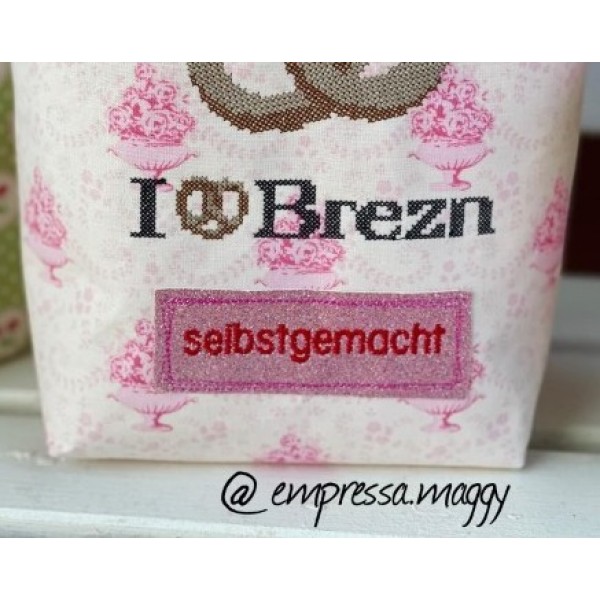 I Brezn
selbstgemacht
@ empressa.maggy